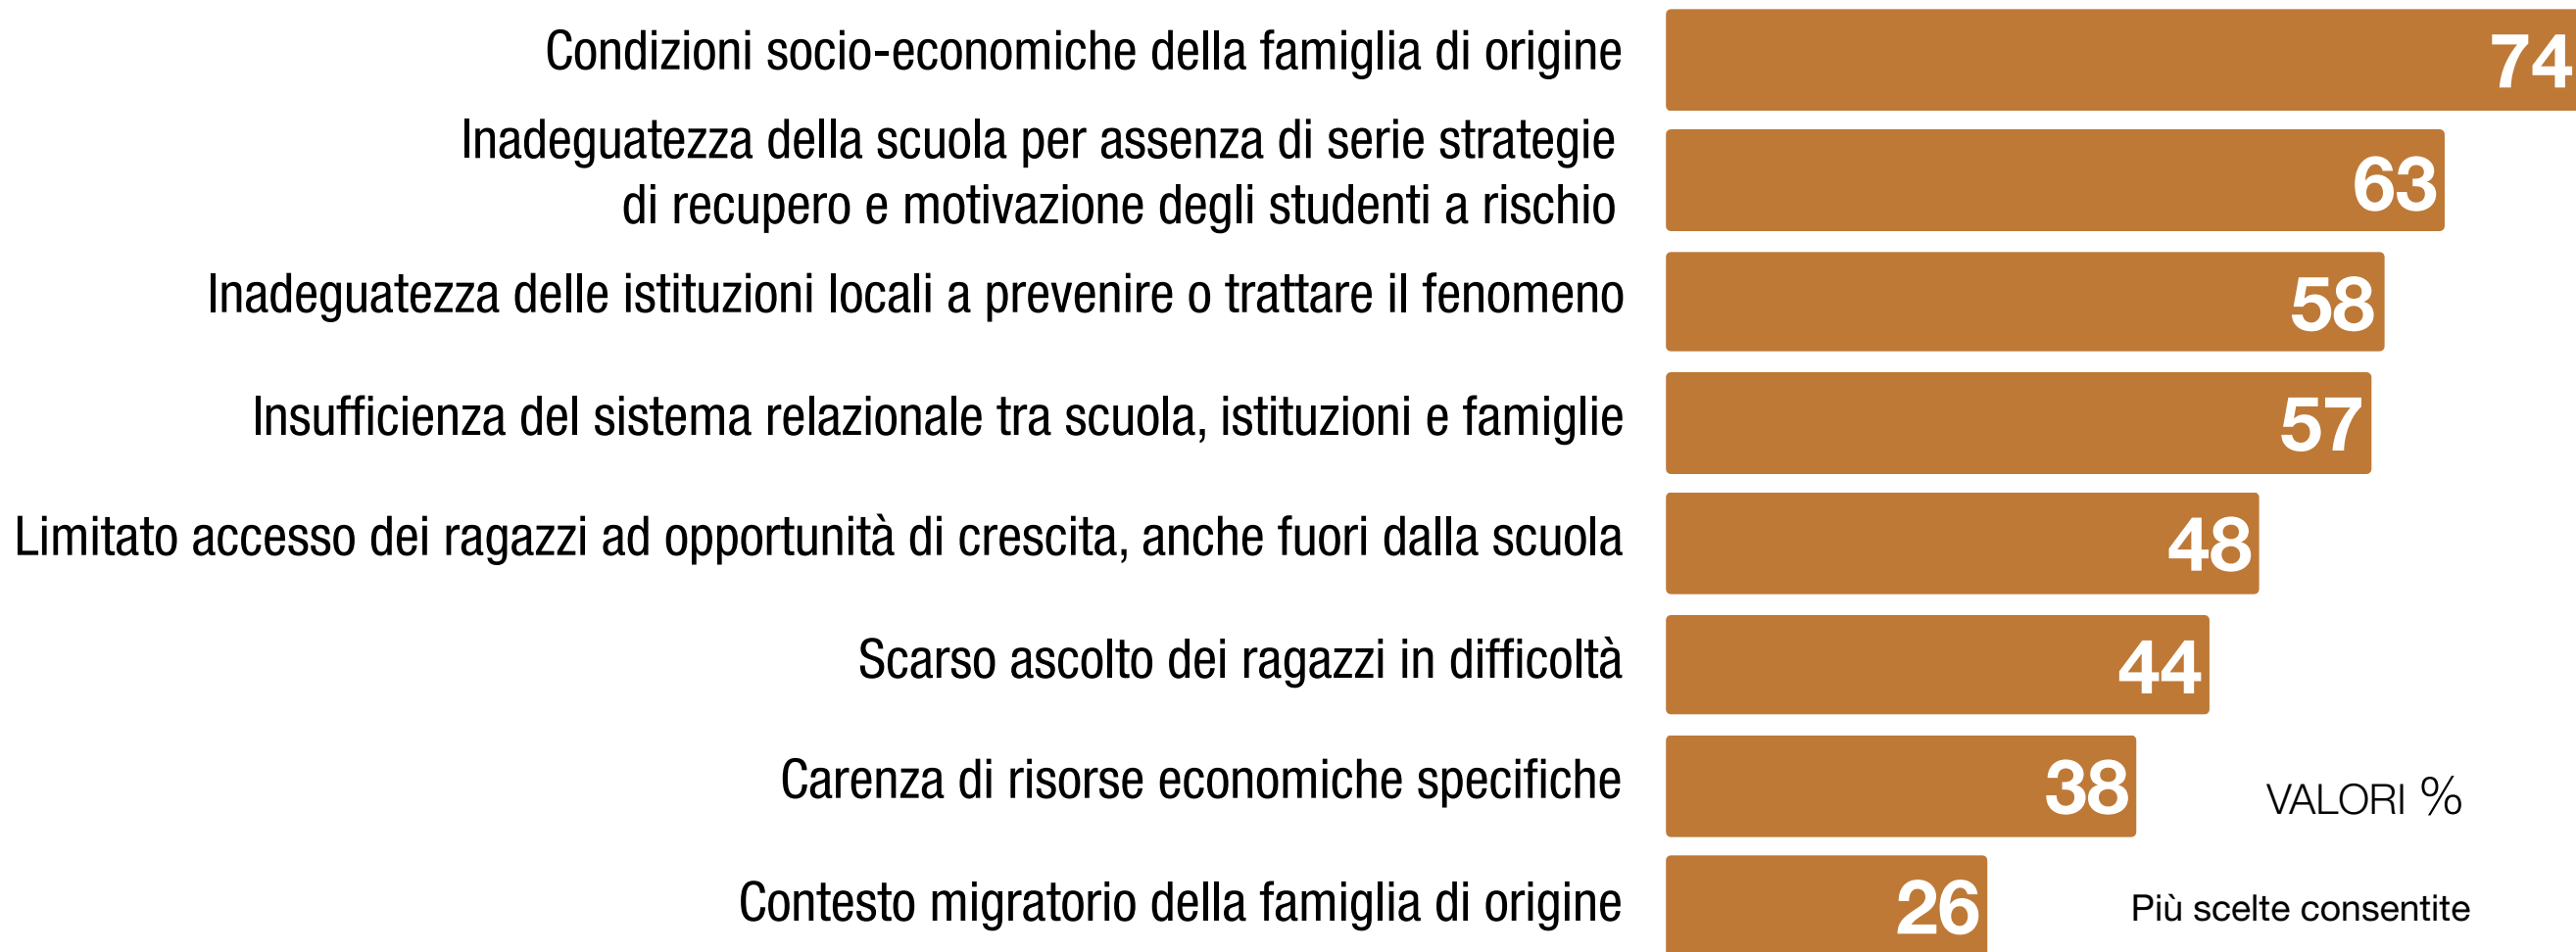 Condizioni socio-economiche della famiglia di origine 74
Inadeguatezza della scuola per assenza di serie strategie
di recupero e motivazione degli studenti a rischio 63
Inadeguatezza delle istituzioni locali a prevenire o trattare il fenomeno 58
Insufficienza del sistema relazionale tra scuola, istituzioni e famiglie 57
Limitato accesso dei ragazzi ad opportunità di crescita, anche fuori dalla scuola 48
Scarso ascolto dei ragazzi in difficoltà 44
Carenza di risorse economiche specifiche 38
VALORI %
Contesto migratorio della famiglia di origine 26
Più scelte consentite